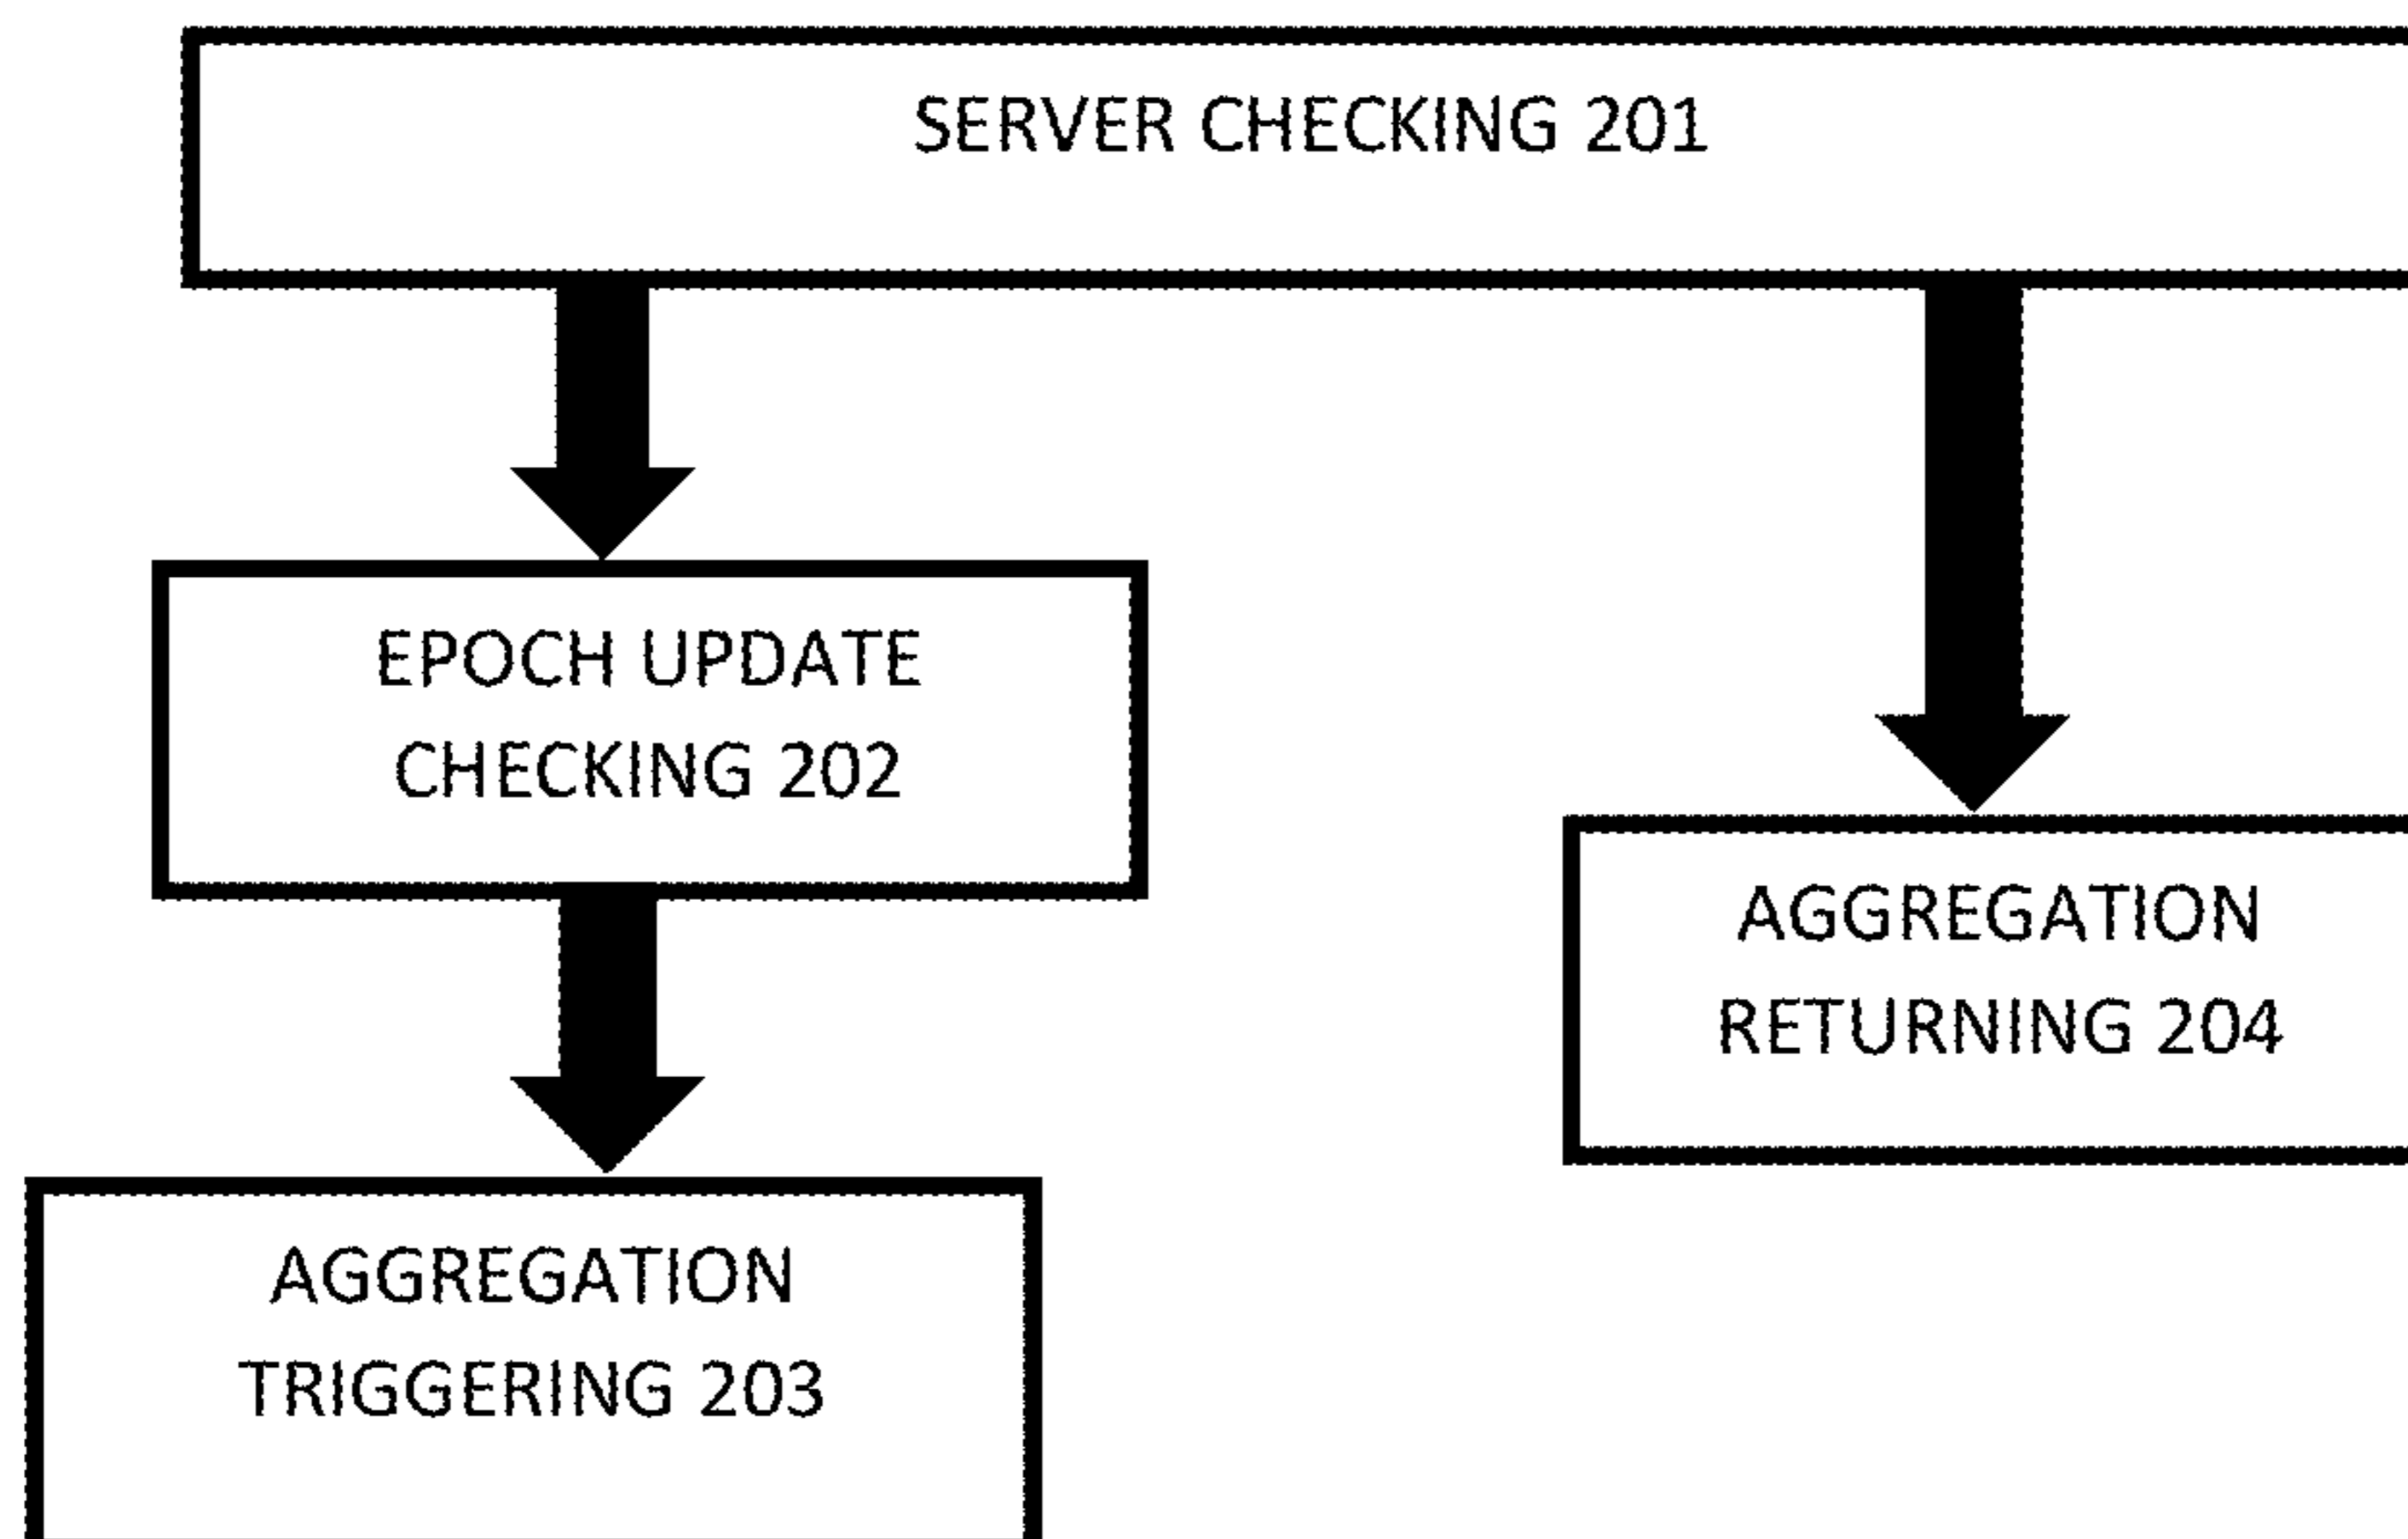 SERVER CHECKING 201
EPOCH UPDATE
CHECKING 202
AGGREGATION
RETURNING 204
AGGREGATION
TRIGGERING 203